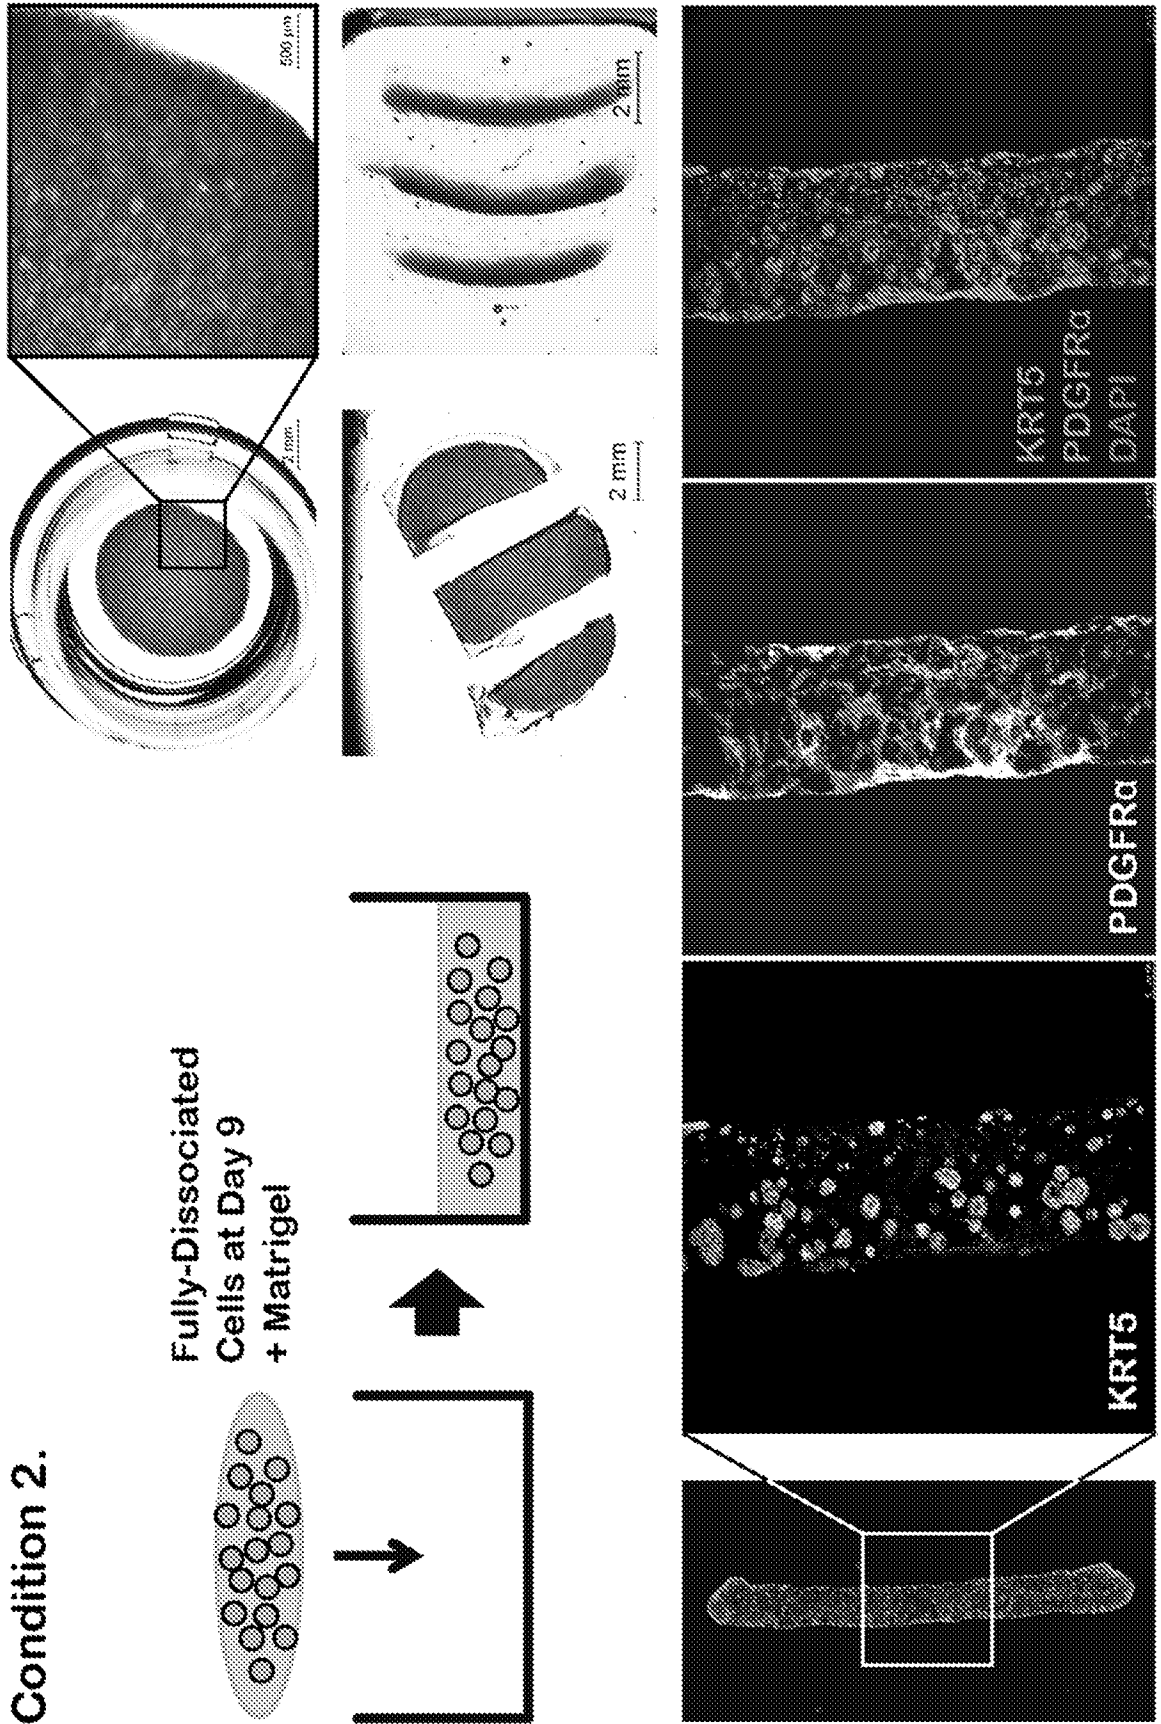 Condition 2.
Fully-Dissociated
Cells at Day 9
+ Matrigel
2 mm
500 µm
2 mm
2 mm
KRT5
PDGFRα
KRT5
PDGFRα
DAPI